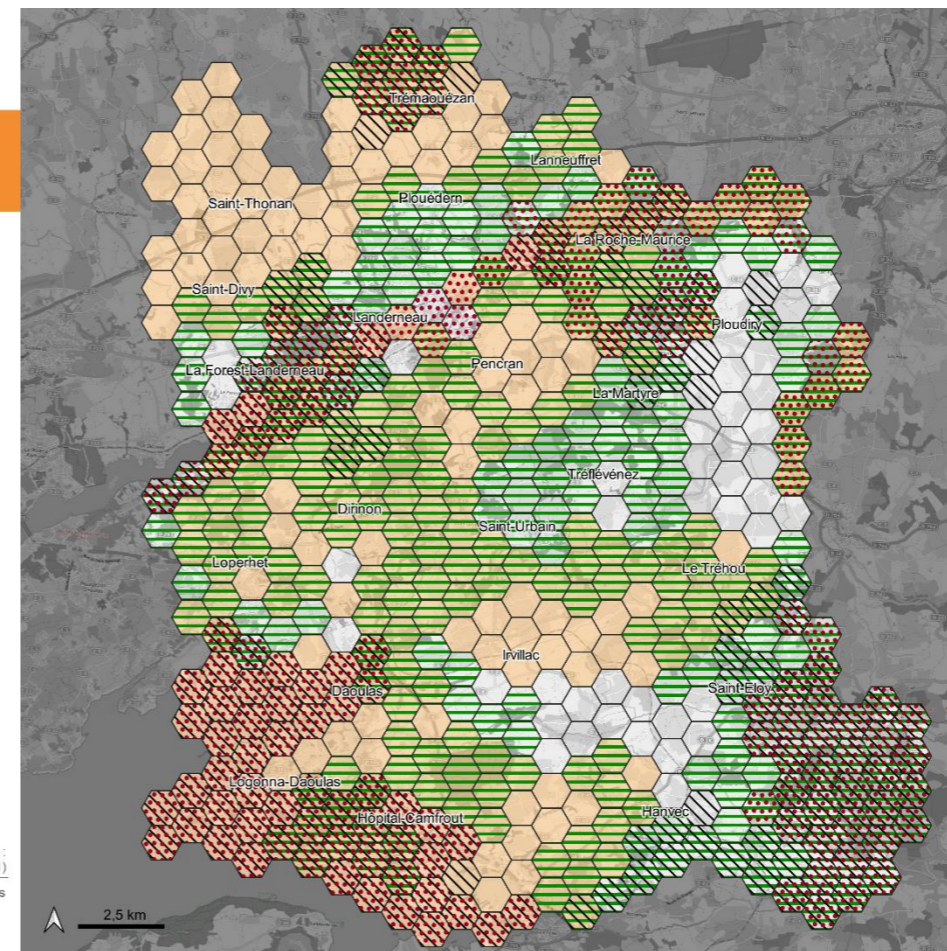 Trémaouézan
Lanneuffret
Saint-Thonan
Plouédern
La Roche-Maurice
Saint-Divy
Landerneau
Ploudiry
Pencran
La Forest-Landerneau
La Martyre
Tréflévénez
Dirinon
Saint-Urbain
Loperhet
Le Tréhou
Irvillac
Daoulas
Saint-Eloy
Logonna-Daoulas
Hôpital-Camfrout
Hanvec
:
)
s
2,5 km